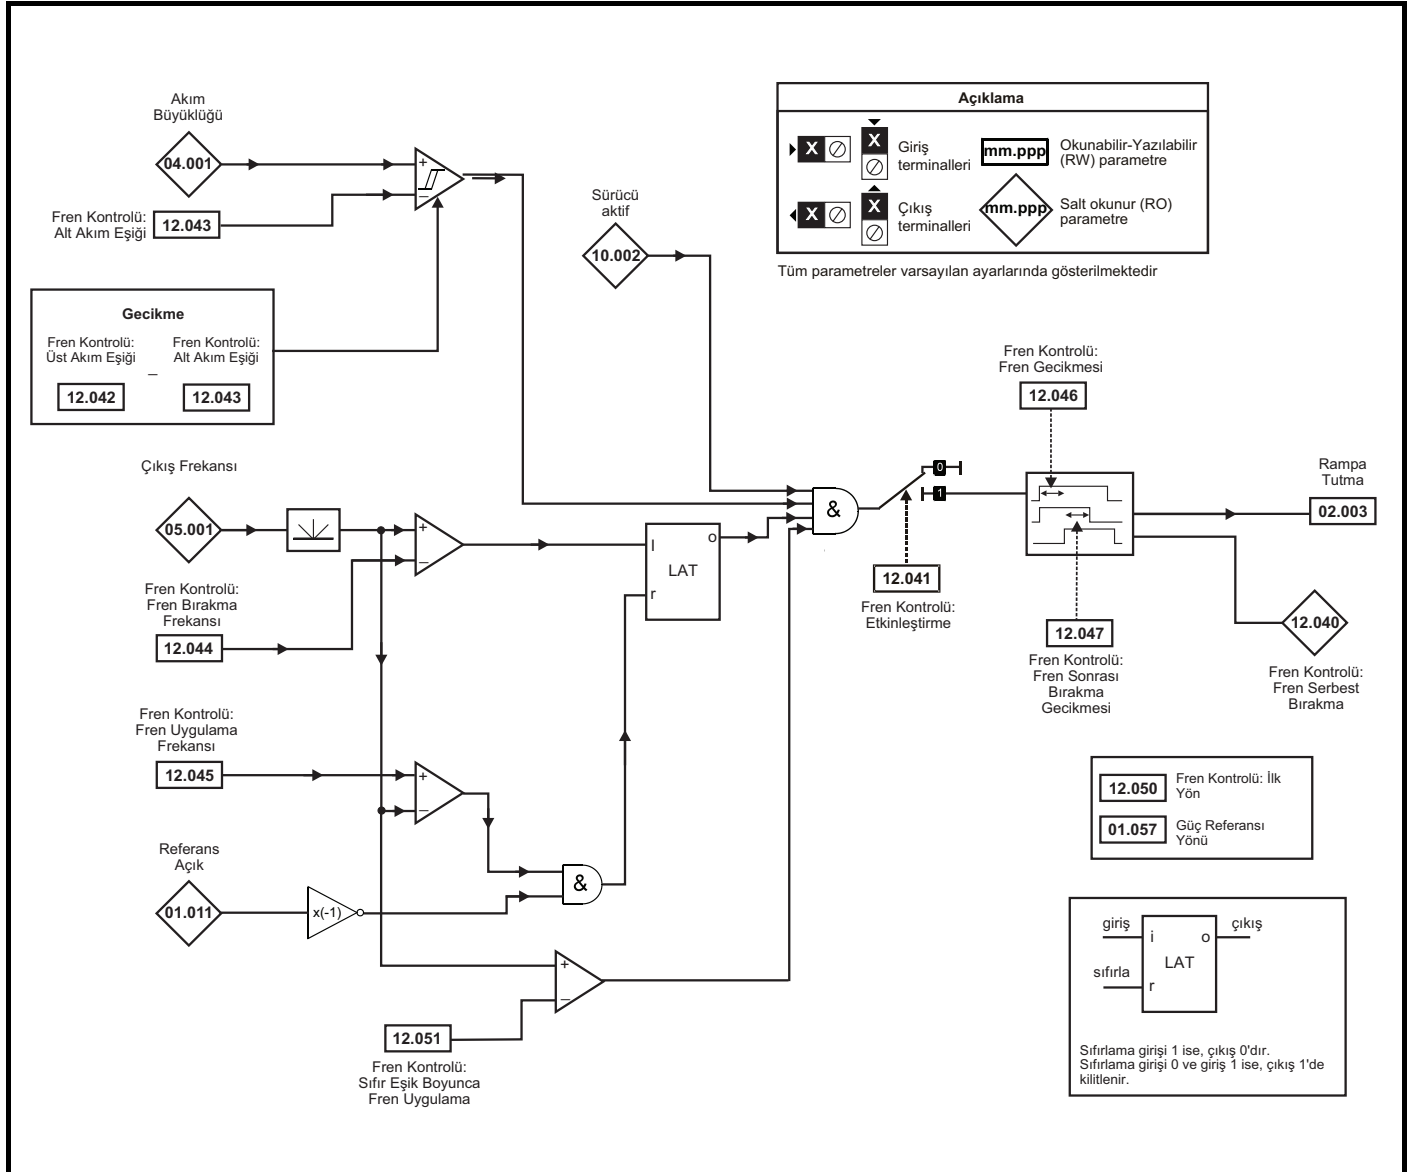 Akım
Büyüklüğü
04.001
+
−
Fren Kontrolü:
Alt Akım Eşiği
12.043
Gecikme
Fren Kontrolü:
Üst Akım Eşiği
−
Fren Kontrolü:
Alt Akım Eşiği
12.042
12.043
Sürücü
aktif
10.002
Açıklama
X
X
Giriş
terminalleri
mm.ppp
Okunabilir-Yazılabilir
(RW) parametre
X
X
Çıkış
terminalleri
mm.ppp
Salt okunur (RO)
parametre
Tüm parametreler varsayılan ayarlarında gösterilmektedir
Çıkış Frekansı
05.001
+
−
Fren Kontrolü:
Fren Bırakma
Frekansı
12.044
I
o
LAT
r
&
0
1
12.041
Fren Kontrolü:
Etkinleştirme
Fren Kontrolü:
Fren Gecikmesi
12.046
12.047
Fren Kontrolü:
Fren Sonrası
Bırakma
Gecikmesi
Rampa
Tutma
02.003
12.040
Fren Kontrolü:
Fren Serbest
Bırakma
Fren Kontrolü:
Fren Uygulama
Frekansı
12.045
+
−
Referans
Açık
01.011
x(-1)
&
+
−
12.051
Fren Kontrolü:
Sıfır Eşik Boyunca
Fren Uygulama
12.050
Fren Kontrolü: İlk
Yön
01.057
Güç Referansı
Yönü
giriş
i
o
çıkış
LAT
sıfırla
r
Sıfırlama girişi 1 ise, çıkış 0'dır.
Sıfırlama girişi 0 ve giriş 1 ise, çıkış 1'de
kilitlenir.